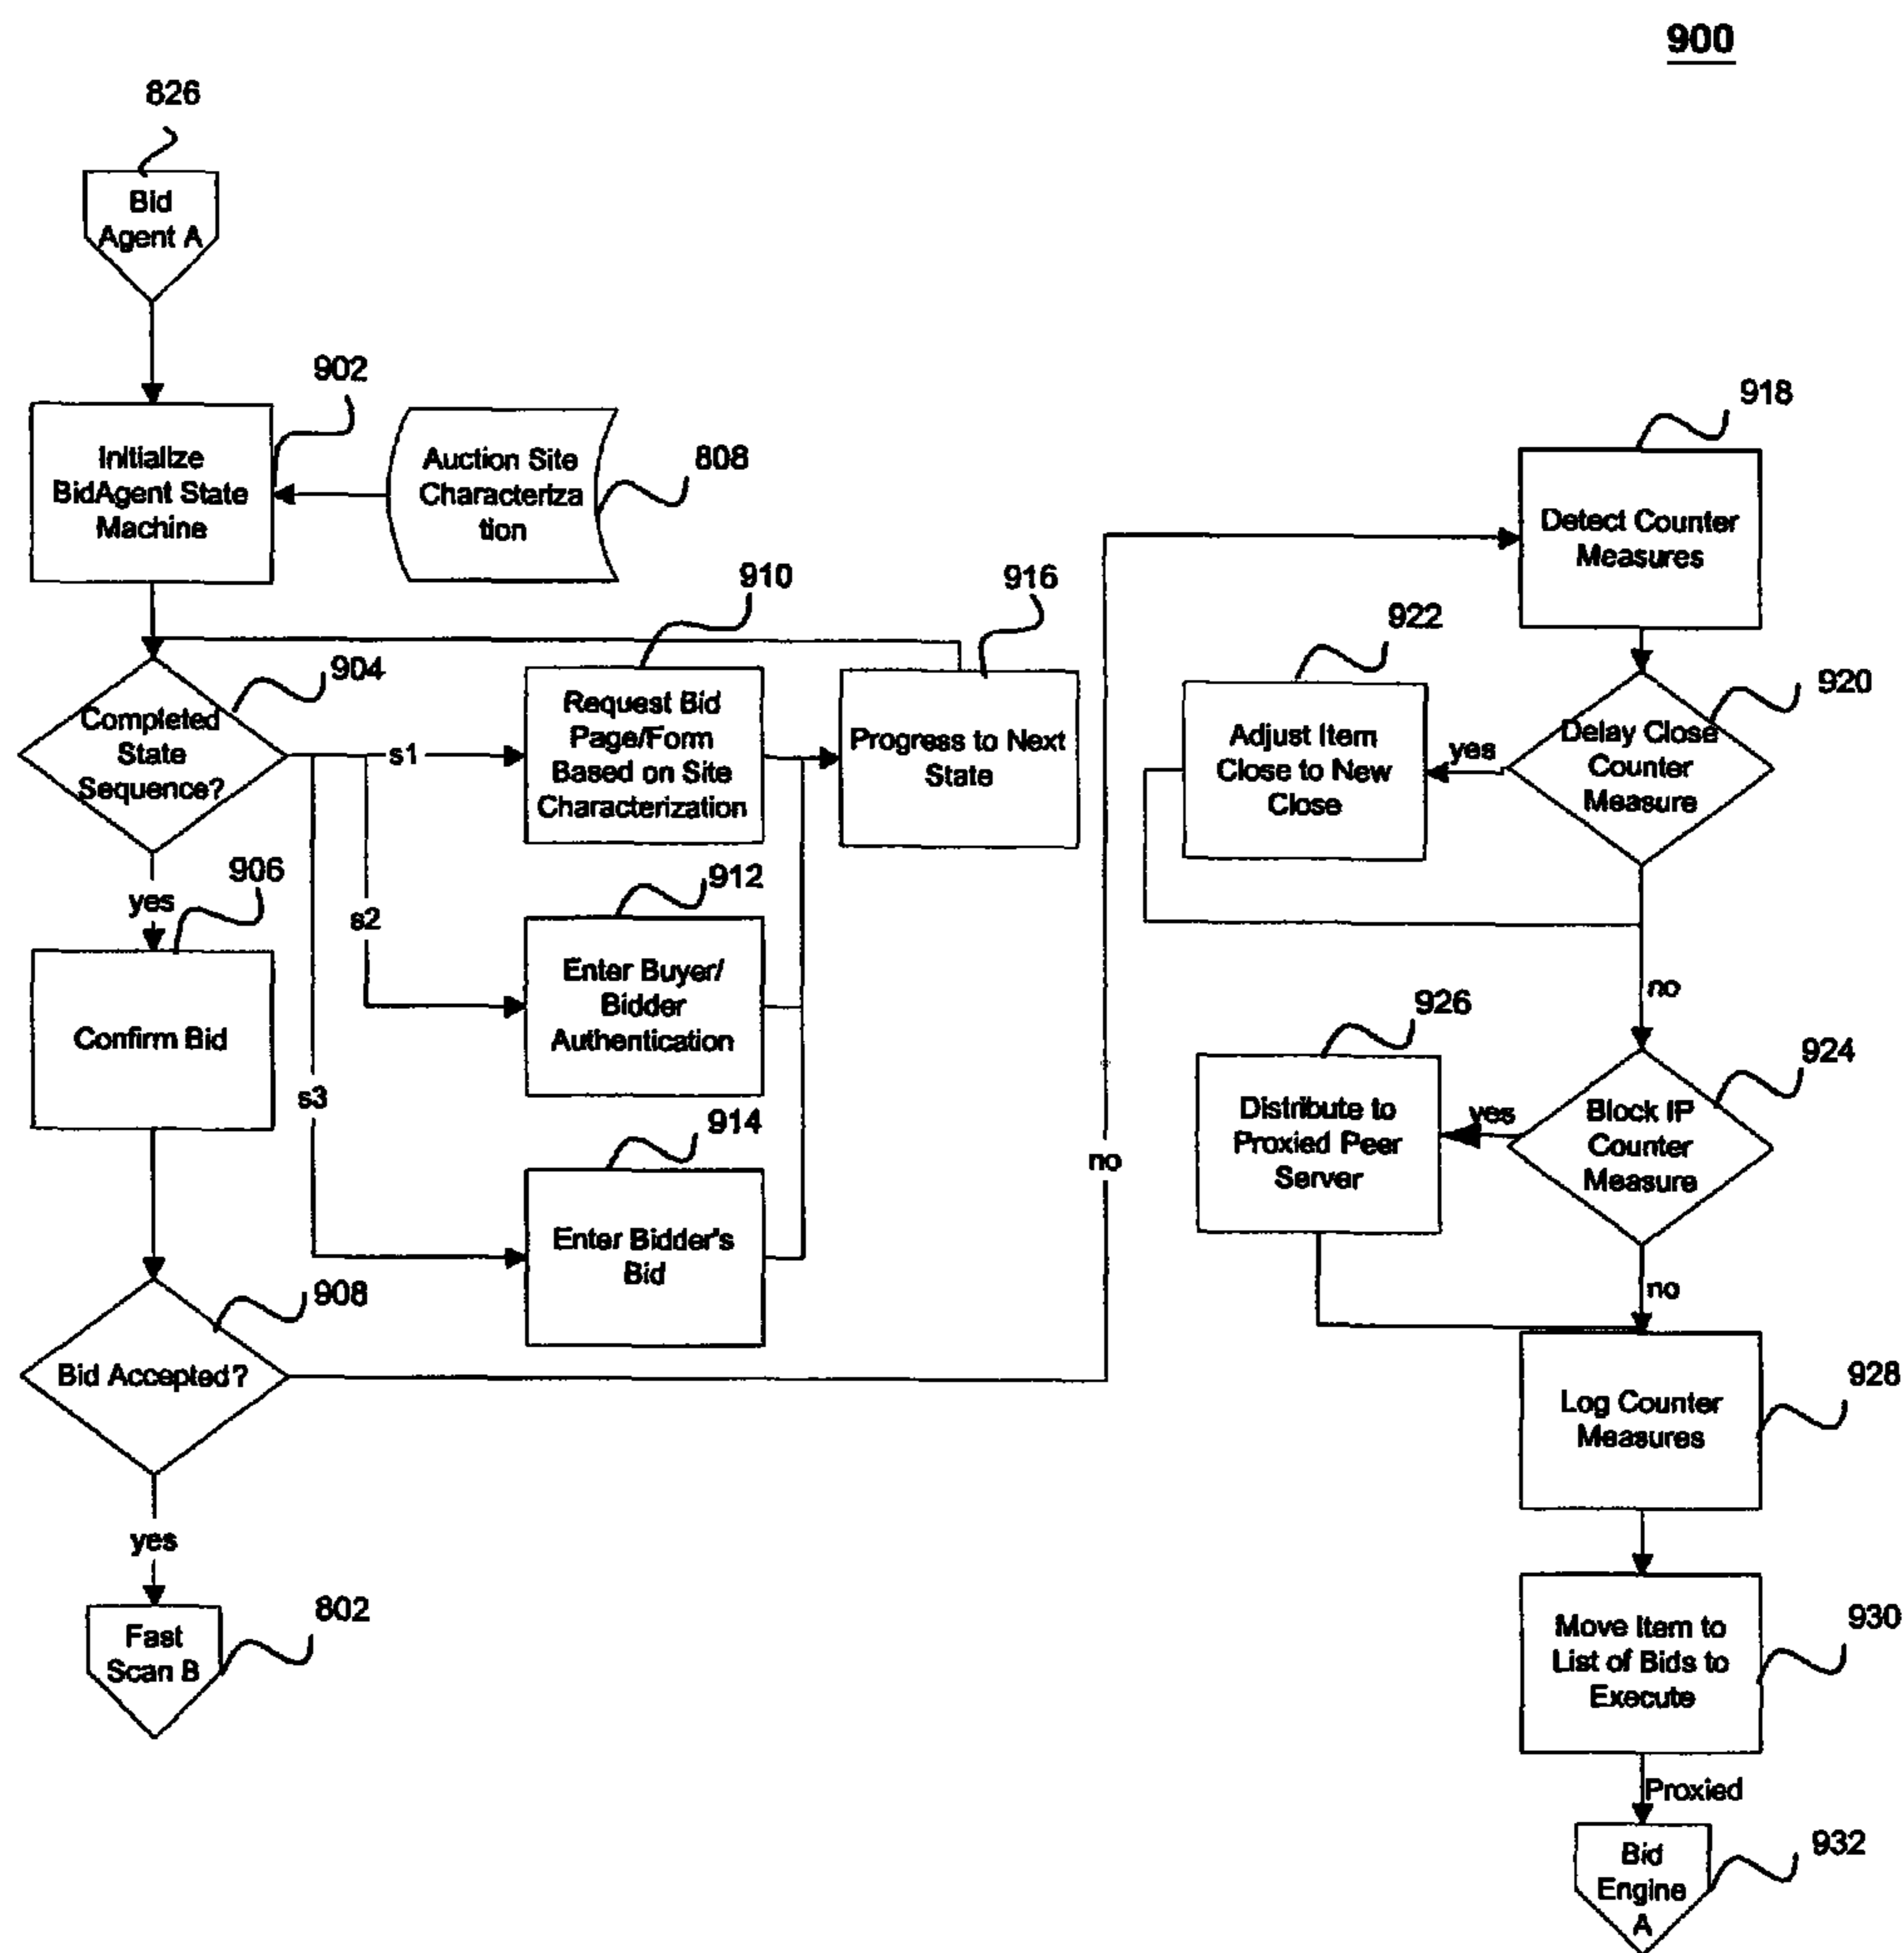 900
826
Bid
Agent A
902
Initialize
BidAgent State
Machine
Auction Site
Characteriza
tion
808
904
Completed
State
Sequence?
s1
s2
s3
910
Request Bid
Page/Form
Based on Site
Characterization
916
Progress to Next
State
912
Enter Buyer/
Bidder
Authentication
914
Enter Bidder's
Bid
yes
906
Confirm Bid
908
Bid Accepted?
no
yes
Fast
Scan B
802
918
Detect Counter
Measures
920
Delay Close
Counter
Measure
yes
922
Adjust Item
Close to New
Close
no
924
Block IP
Counter
Measure
yes
926
Distribute to
Proxied Peer
Server
no
928
Log Counter
Measures
930
Move Item to
List of Bids to
Execute
Proxied
Bid
Engine
A
932